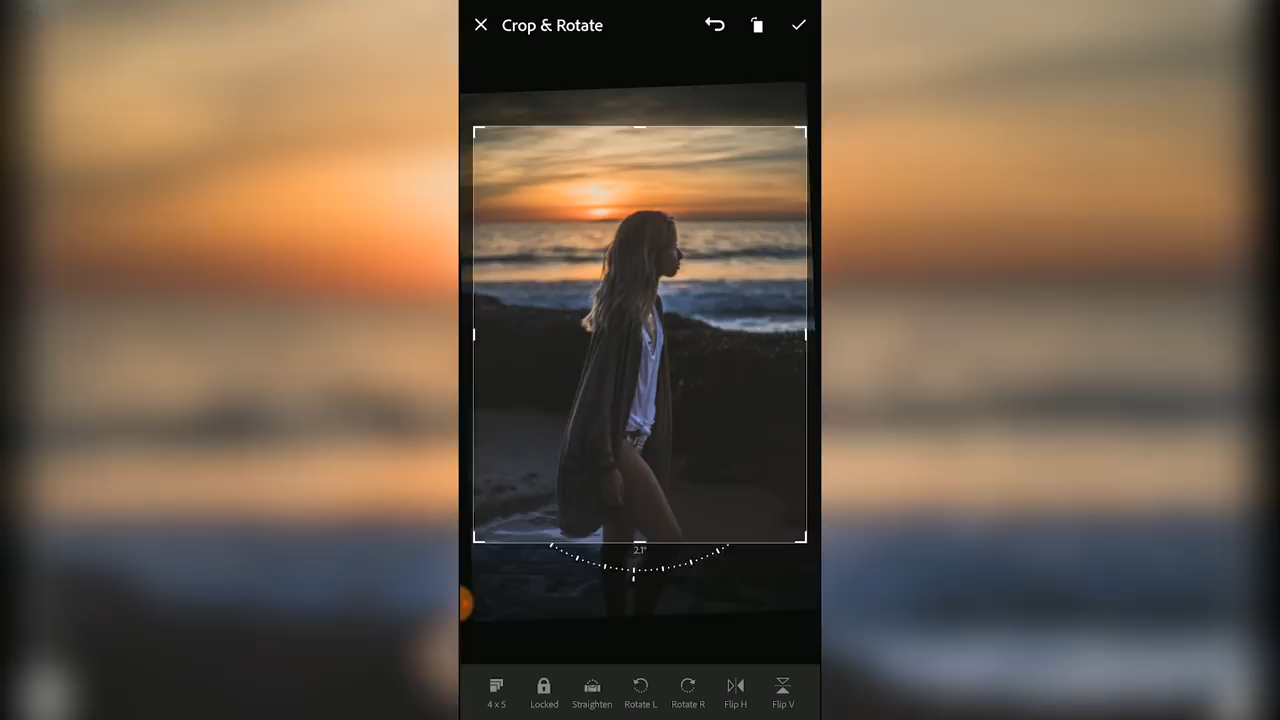 Crop & Rotate
2.1°
4 x 5
Locked
Straighten
Rotate L
Rotate R
Flip H
Flip V